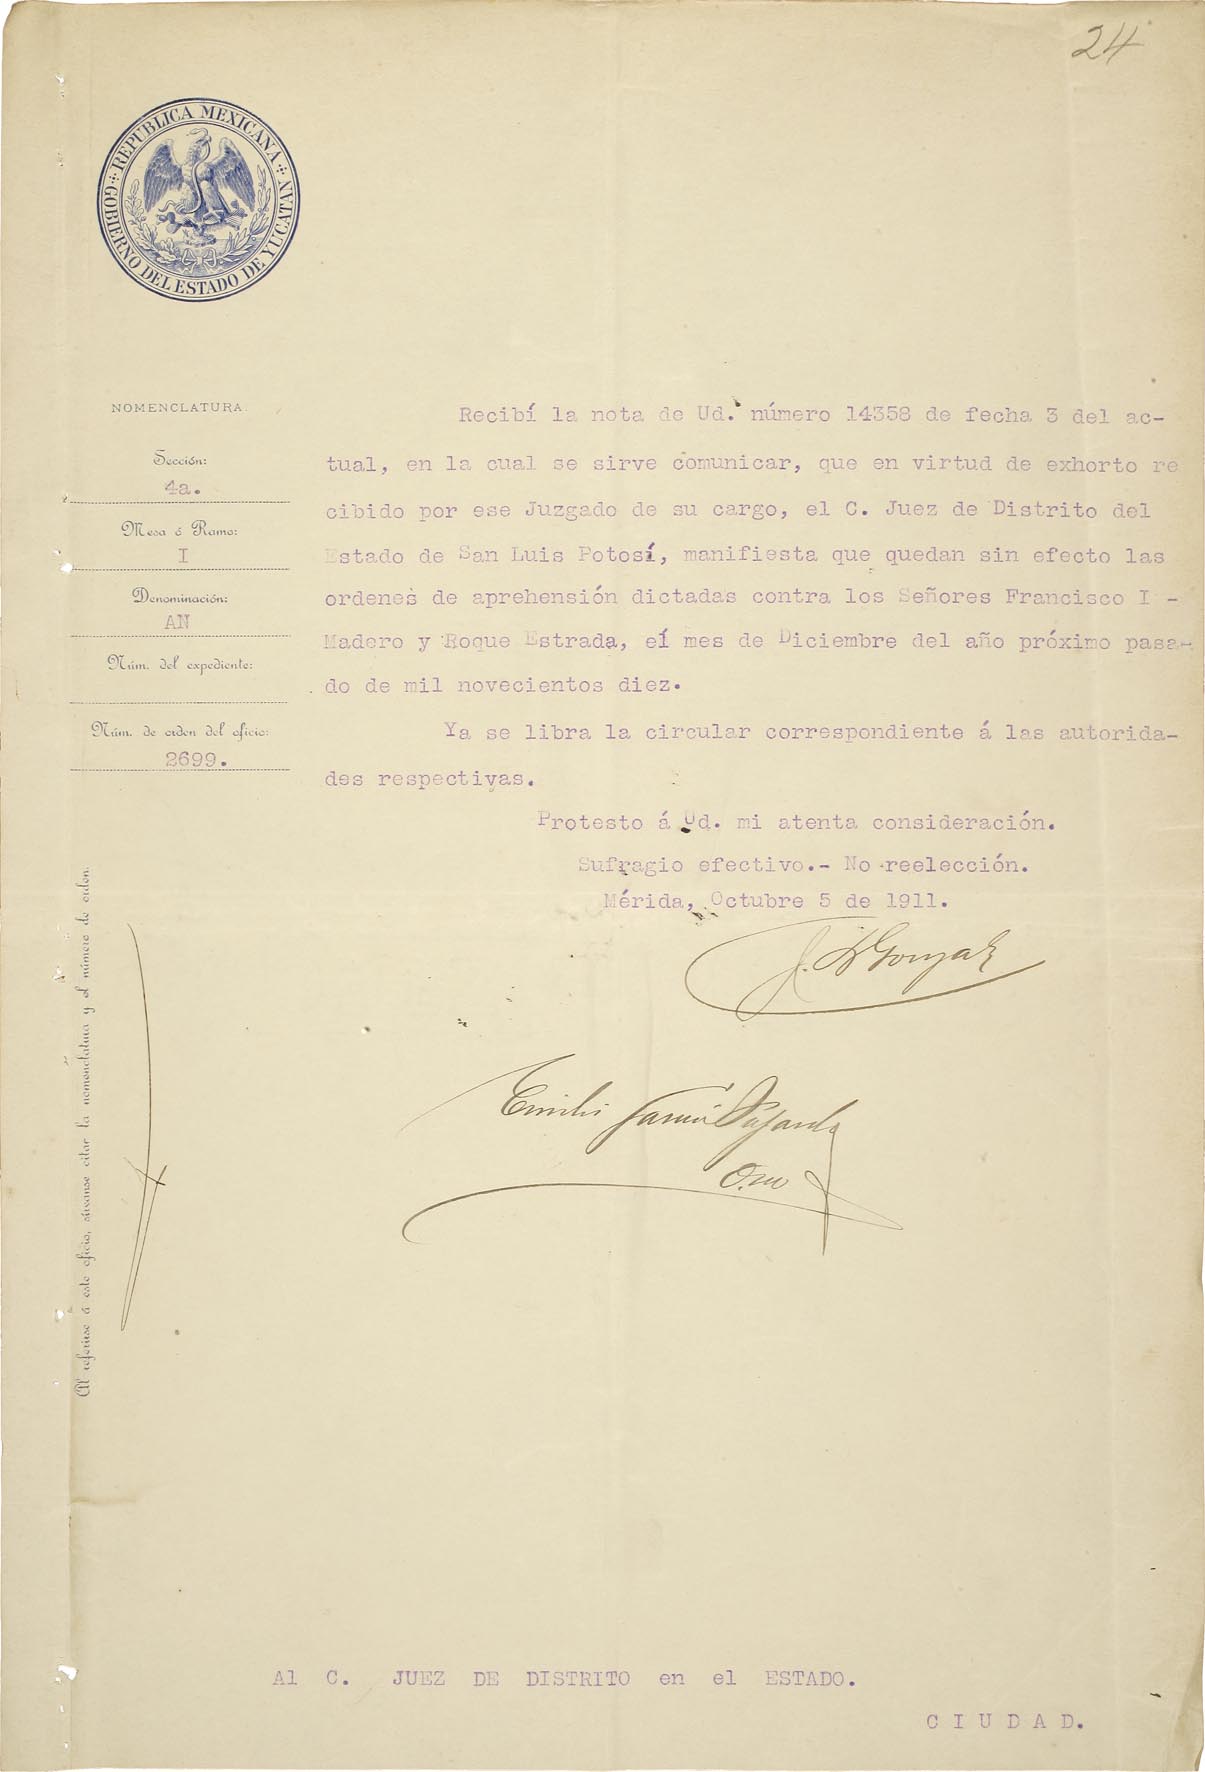 24
REPUBLICA MEXICANA
GOBIERNO DEL ESTADO DE YUCATAN
NOMENCLATURA.
Sección:
4a.
Mesa ó Ramo:
I
Denominación:
AN
Núm. del expediente:
Núm. de orden del oficio:
2699.
Al referirse á este oficio, sírvanse citar la nomenclatura y el número de orden.
Recibí la nota de Ud. número 14358 de fecha 3 del ac-
tual, en la cual se sirve comunicar, que en virtud de exhorto re
cibido por ese Juzgado de su cargo, el C. Juez de Distrito del
Estado de San Luis Potosí, manifiesta que quedan sin efecto las
ordenes de aprehensión dictadas contra los Señores Francisco I -
Madero y Roque Estrada, el mes de Diciembre del año próximo pasa-
do de mil novecientos diez.
Ya se libra la circular correspondiente á las autorida-
des respectivas.
Protesto á Ud. mi atenta consideración.
Sufragio efectivo.- No reelección.
Mérida, Octubre 5 de 1911.
Emilio García
O.m
Al C. JUEZ DE DISTRITO en el ESTADO.
C I U D A D.